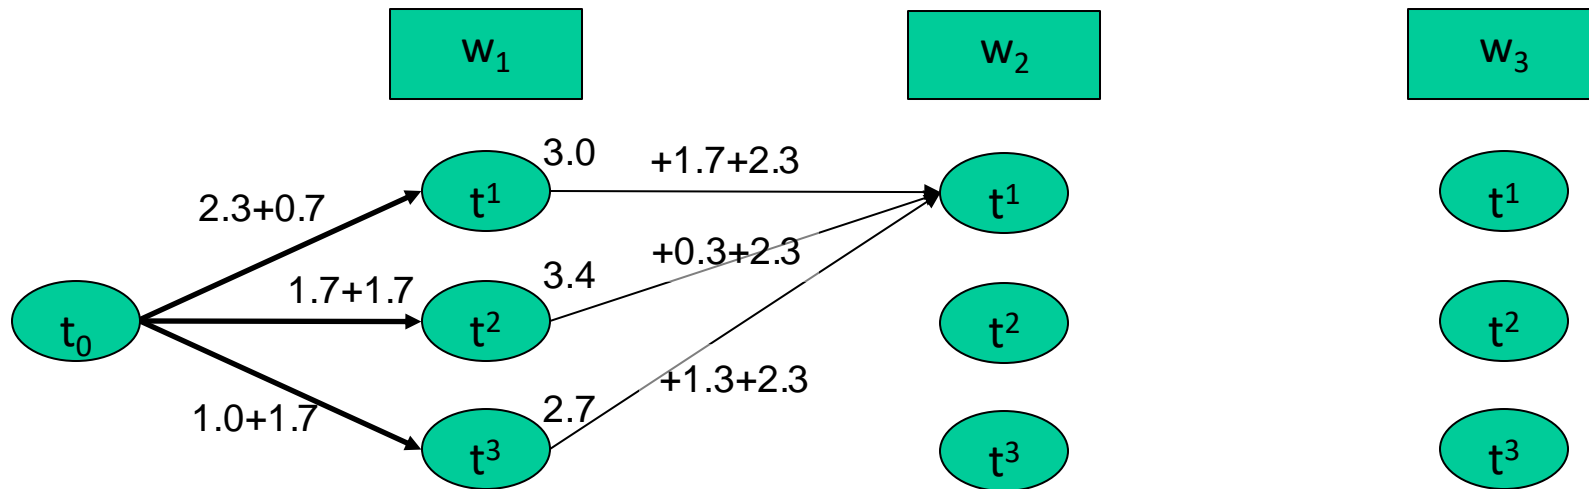 w₁ w₂ w₃
3.0 +1.7+2.3
t¹ t¹ t¹
2.3+0.7
+0.3+2.3
3.4
1.7+1.7
t₀ t² t² t²
+1.3+2.3
2.7
1.0+1.7
t³ t³ t³